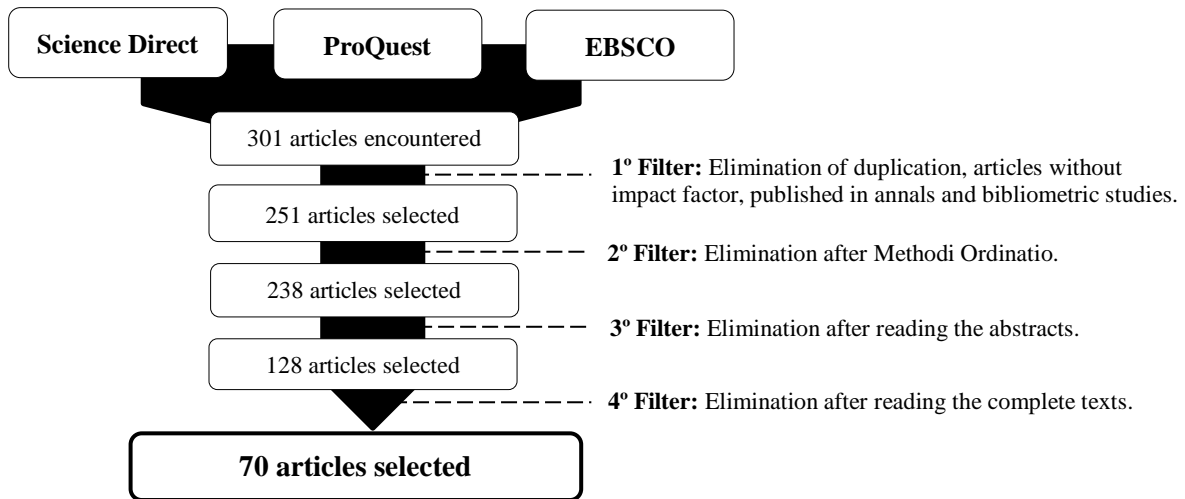 Science Direct
ProQuest
EBSCO
301 articles encountered
1º Filter: Elimination of duplication, articles without
impact factor, published in annals and bibliometric studies.
251 articles selected
2º Filter: Elimination after Methodi Ordinatio.
238 articles selected
3º Filter: Elimination after reading the abstracts.
128 articles selected
4º Filter: Elimination after reading the complete texts.
70 articles selected